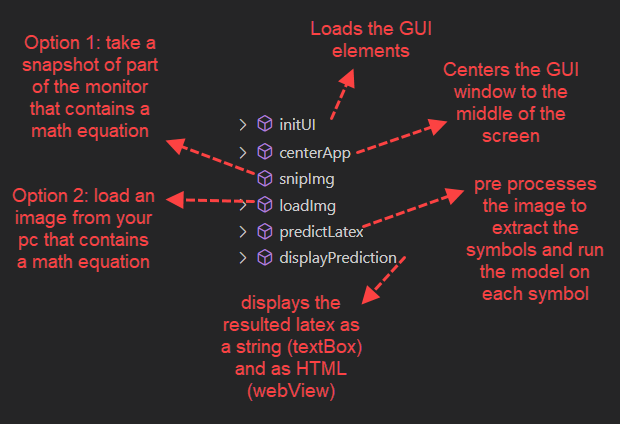 Option 1: take a
snapshot of part
of the monitor
that contains a
math equation
Loads the GUI
elements
Centers the GUI
window to the
middle of the
screen
initUI
centerApp
snipImg
loadImg
predictLatex
displayPrediction
Option 2: load an
image from your
pc that contains
a math equation
pre processes
the image to
extract the
symbols and run
the model on
each symbol
displays the
resulted latex as
a string (textBox)
and as HTML
(webView)